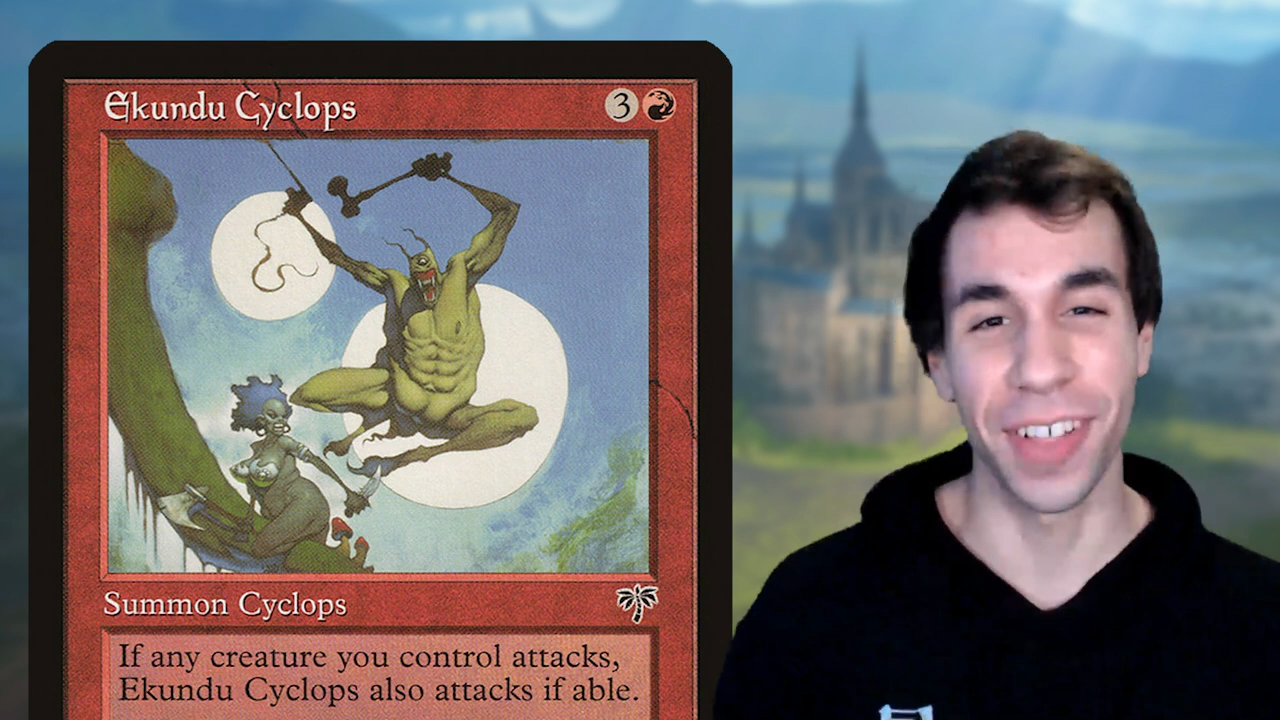 Ekundu Cyclops
3
Summon Cyclops
If any creature you control attacks,
Ekundu Cyclops also attacks if able.